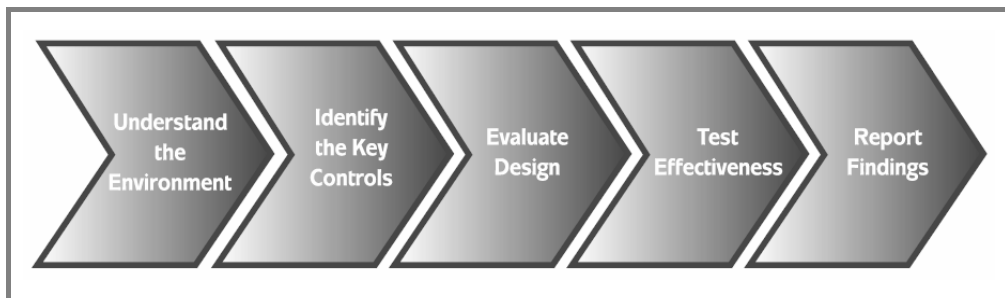 Understand
the
Environment
Identify
the Key
Controls
Evaluate
Design
Test
Effectiveness
Report
Findings